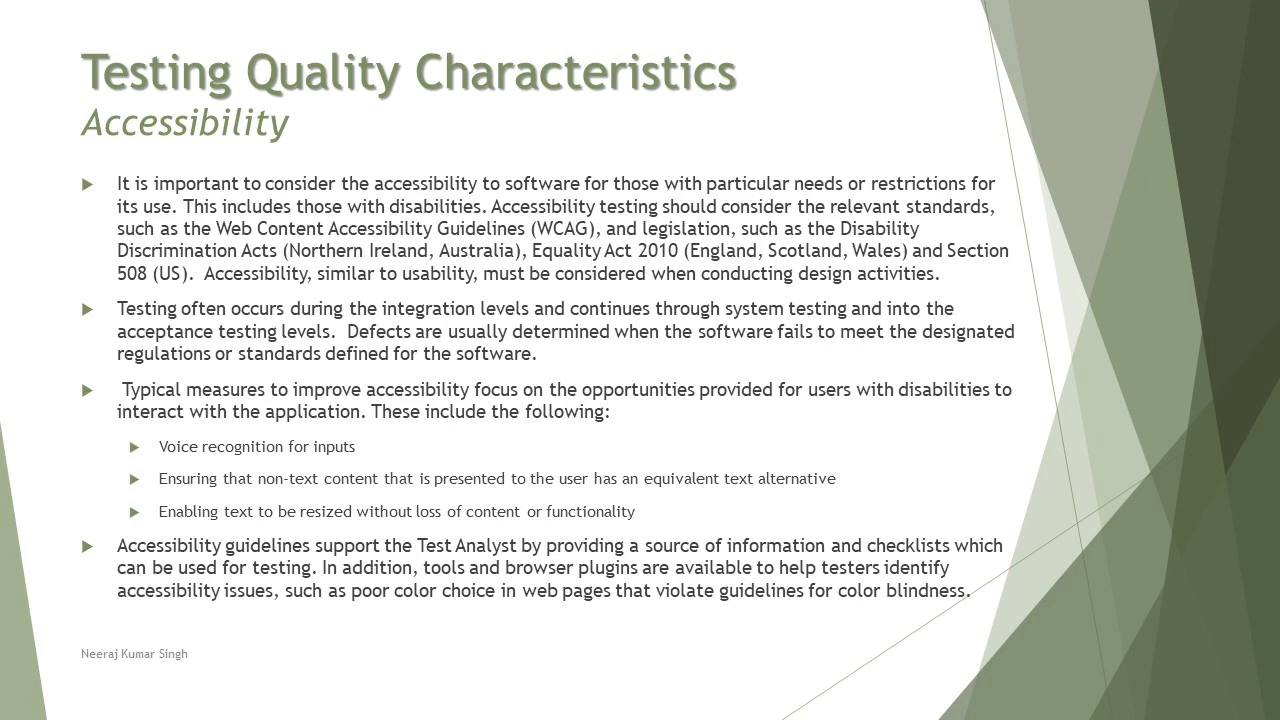 Testing Quality Characteristics
Accessibility
It is important to consider the accessibility to software for those with particular needs or restrictions for
its use. This includes those with disabilities. Accessibility testing should consider the relevant standards,
such as the Web Content Accessibility Guidelines (WCAG), and legislation, such as the Disability
Discrimination Acts (Northern Ireland, Australia), Equality Act 2010 (England, Scotland, Wales) and Section
508 (US).  Accessibility, similar to usability, must be considered when conducting design activities.
Testing often occurs during the integration levels and continues through system testing and into the
acceptance testing levels.  Defects are usually determined when the software fails to meet the designated
regulations or standards defined for the software.
Typical measures to improve accessibility focus on the opportunities provided for users with disabilities to
interact with the application. These include the following:
Voice recognition for inputs
Ensuring that non-text content that is presented to the user has an equivalent text alternative
Enabling text to be resized without loss of content or functionality
Accessibility guidelines support the Test Analyst by providing a source of information and checklists which
can be used for testing. In addition, tools and browser plugins are available to help testers identify
accessibility issues, such as poor color choice in web pages that violate guidelines for color blindness.
Neeraj Kumar Singh